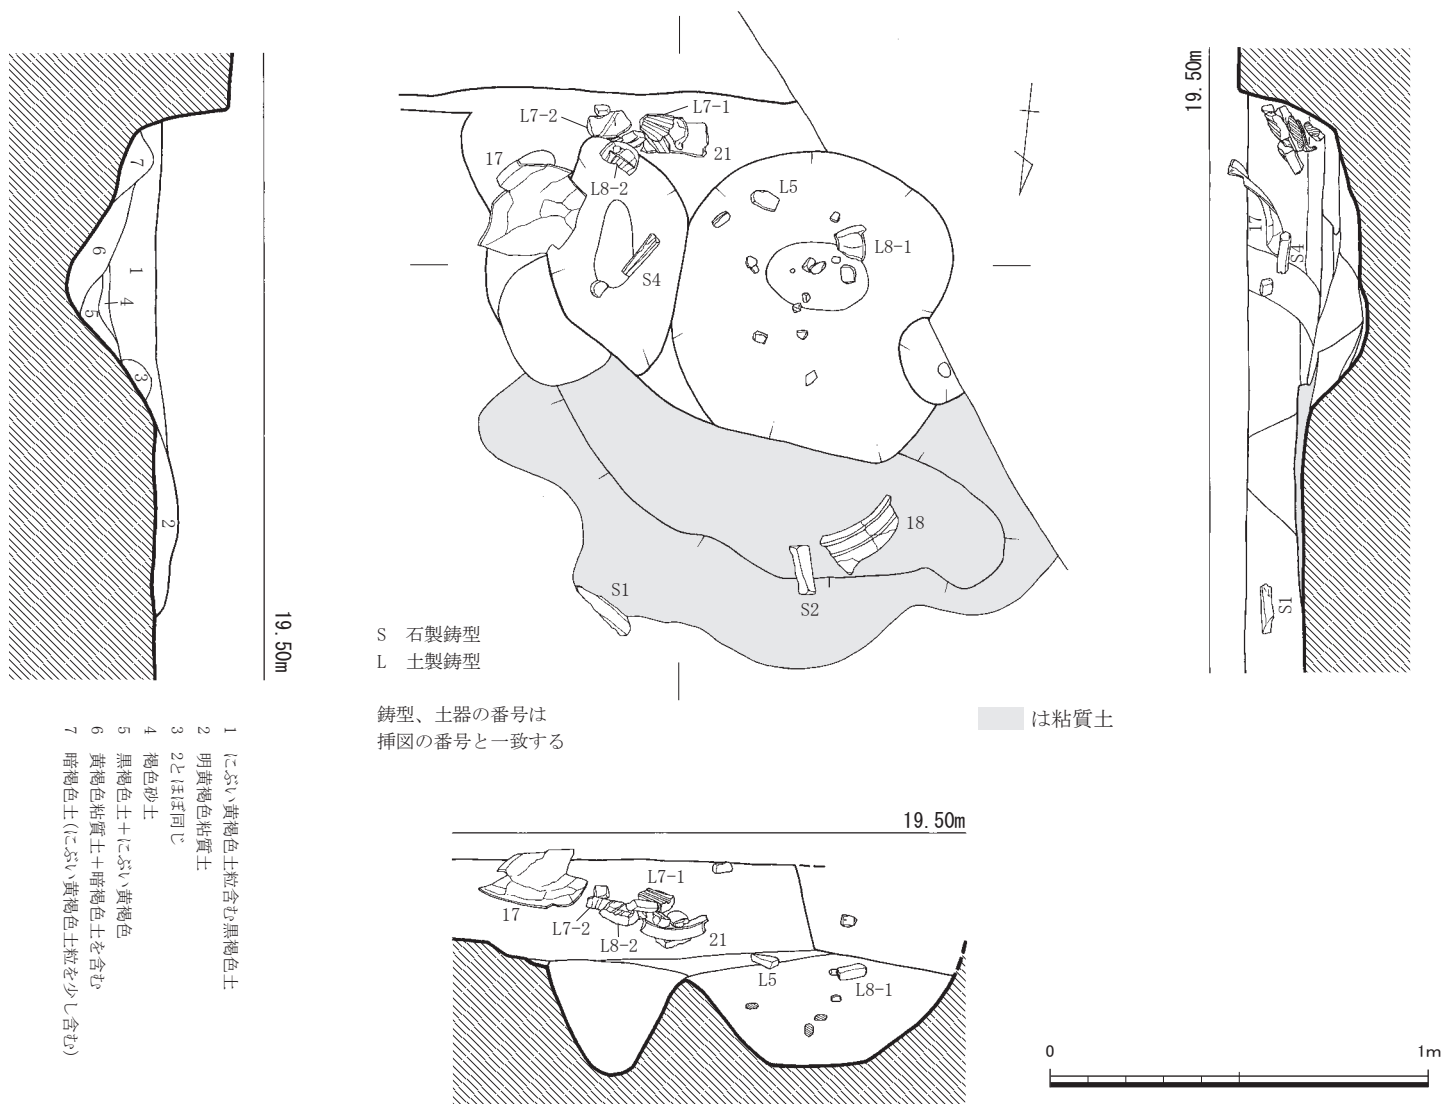 7
6
1
4
5
3
2
19.50m
1 にぶい黄褐色土粒含む黒褐色土
2 明黄褐色粘質土
3 2とほぼ同じ
4 褐色砂土
5 黒褐色土+にぶい黄褐色
6 黄褐色粘質土+暗褐色土を含む
7 暗褐色土(にぶい黄褐色土粒を少し含む)
L7-2
L7-1
17
21
L8-2
L5
L8-1
S4
18
S2
S1
S 石製鋳型
L 土製鋳型
鋳型、土器の番号は
挿図の番号と一致する
は粘質土
19.50m
17
S4
S1
19.50m
17
L7-1
L7-2
L8-2
21
L5
L8-1
0
1m